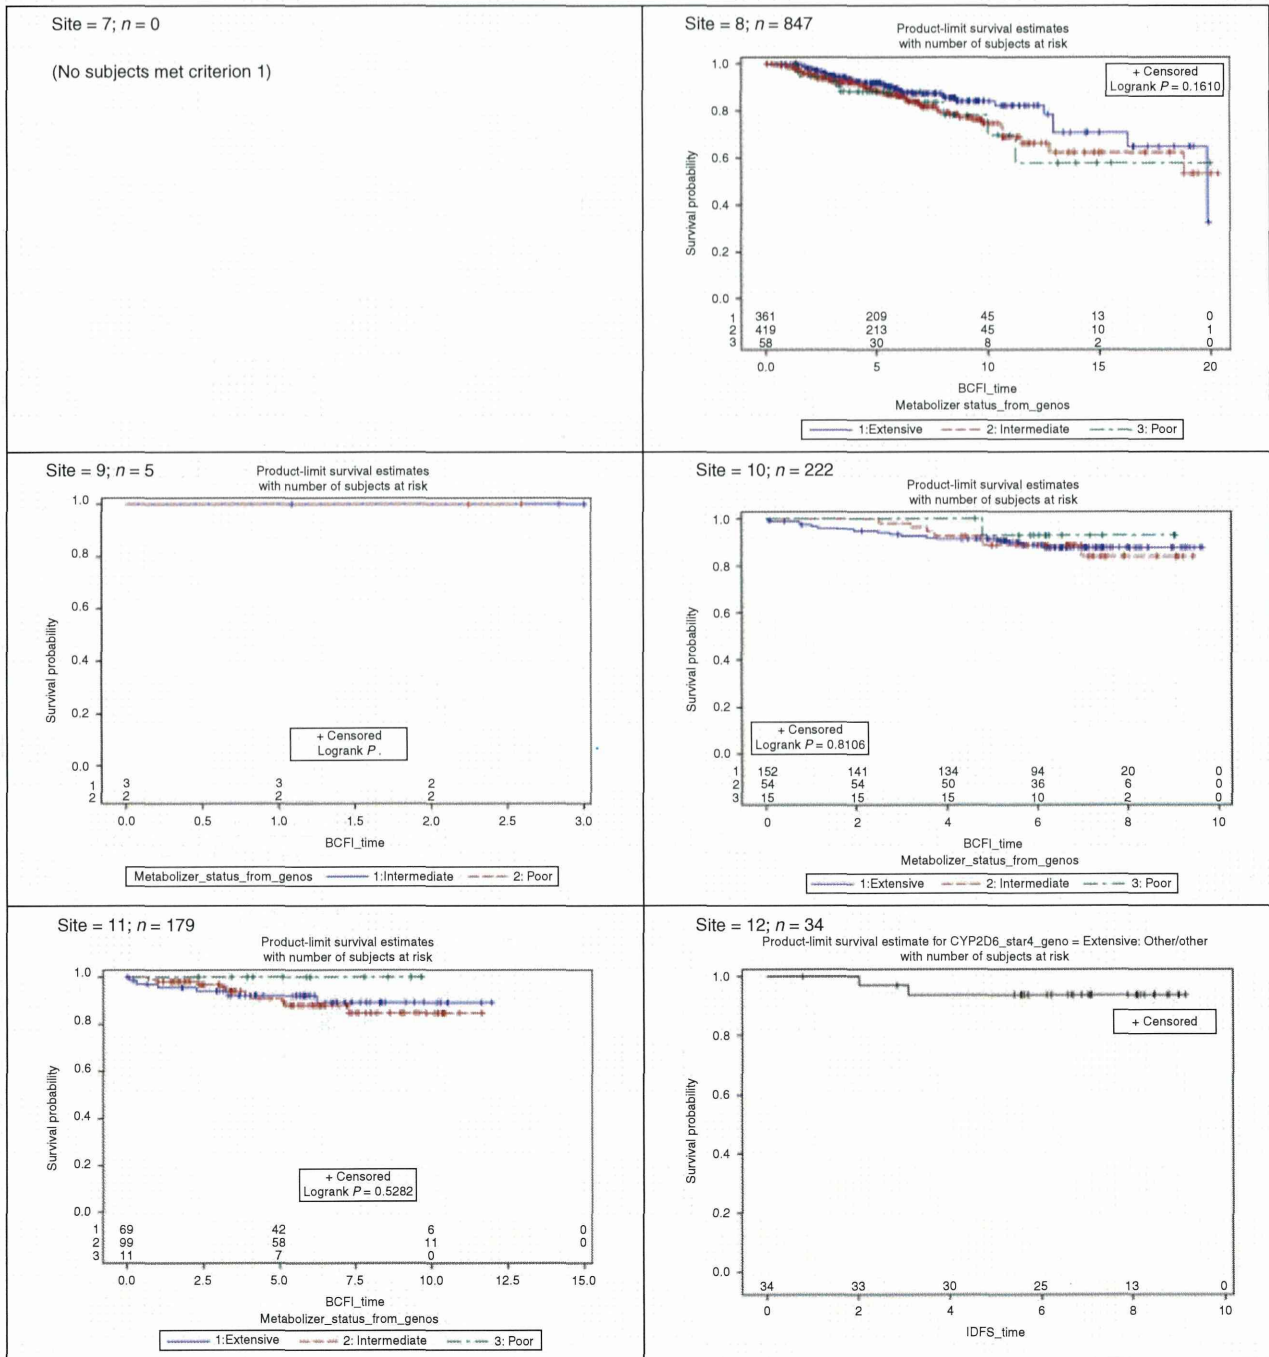 Site = 7; n = 0
(No subjects met criterion 1)
Site = 8; n = 847
Product-limit survival estimates
with number of subjects at risk
+ Censored
Logrank P = 0.1610
Survival probability
1.0
0.8
0.6
0.4
0.2
0.0
1 361 209 45 13 0
2 419 213 45 10 1
3 58 30 8 2 0
0.0 5 10 15 20
BCFI_time
Metabolizer status_from_genos
1:Extensive 2: Intermediate 3: Poor
Site = 9; n = 5
Product-limit survival estimates
with number of subjects at risk
Survival probability
1.0
0.8
0.6
0.4
0.2
0.0
+ Censored
Logrank P .
1 3 3 2
2 2 2 2
0.0 0.5 1.0 1.5 2.0 2.5 3.0
BCFI_time
Metabolizer_status_from_genos 1:Intermediate 2: Poor
Site = 10; n = 222
Product-limit survival estimates
with number of subjects at risk
Survival probability
1.0
0.8
0.6
0.4
0.2
0.0
+ Censored
Logrank P = 0.8106
1 152 141 134 94 20 0
2 54 54 50 36 6 0
3 15 15 15 10 2 0
0 2 4 6 8 10
BCFI_time
Metabolizer_status_from_genos
1:Extensive 2: Intermediate 3: Poor
Site = 11; n = 179
Product-limit survival estimates
with number of subjects at risk
Survival probability
1.0
0.8
0.6
0.4
0.2
0.0
+ Censored
Logrank P = 0.5282
1 69 42 6 0
2 99 58 11 0
3 11 7 0
0.0 2.5 5.0 7.5 10.0 12.5 15.0
BCFI_time
Metabolizer_status_from_genos
1:Extensive 2: Intermediate 3: Poor
Site = 12; n = 34
Product-limit survival estimate for CYP2D6_star4_geno = Extensive: Other/other
with number of subjects at risk
+ Censored
Survival probability
1.0
0.8
0.6
0.4
0.2
0.0
34 33 30 25 13 0
0 2 4 6 8 10
IDFS_time